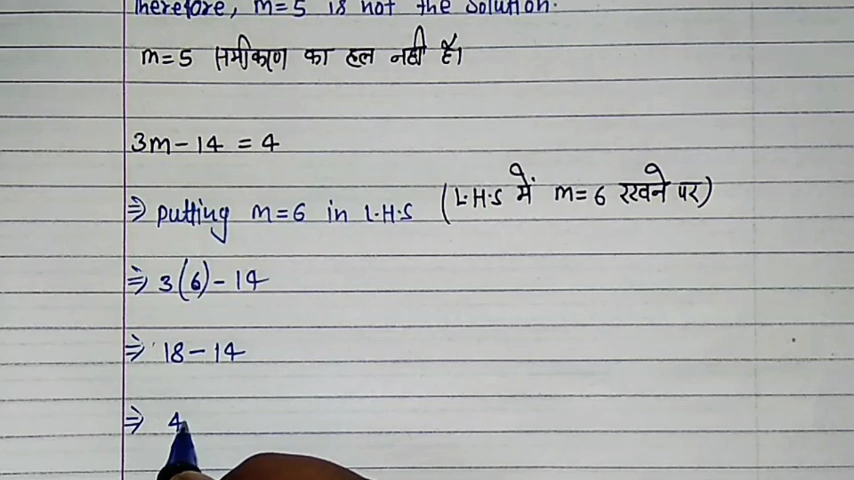 Therefore, m=5 is not the solution.
m=5 समीकरण का हल नहीं है।
3m-14 = 4
⇒ putting m=6 in L.H.S (L.H.S में m=6 रखने पर)
⇒ 3(6)-14
⇒ 18-14
⇒ 4